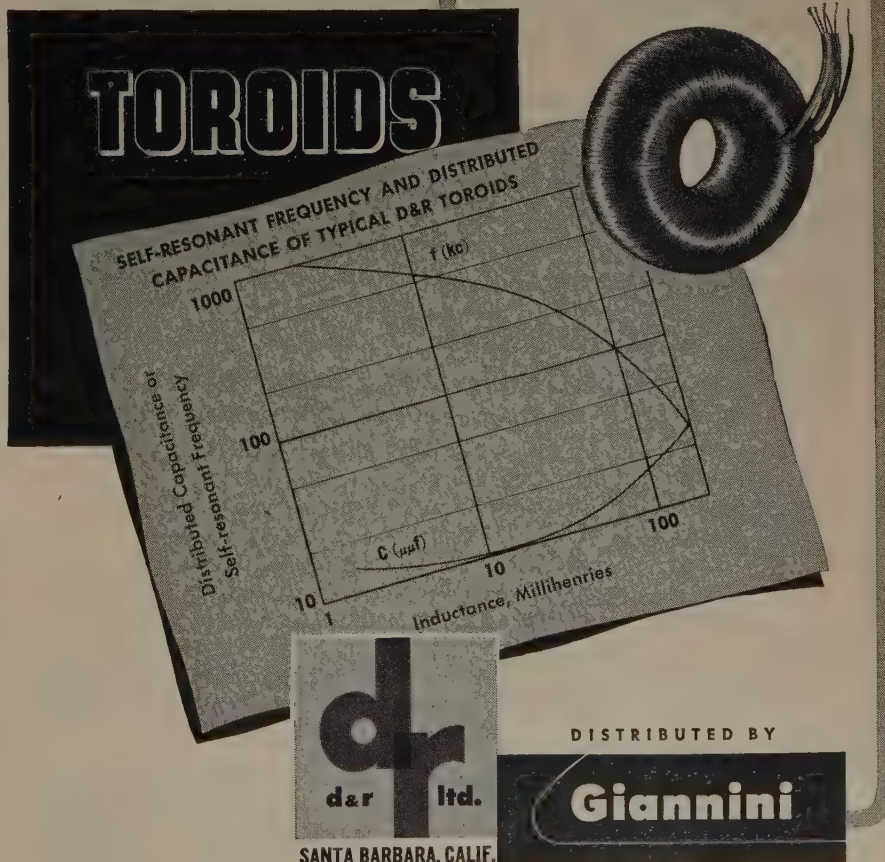 TOROIDS
SELF-RESONANT FREQUENCY AND DISTRIBUTED
CAPACITANCE OF TYPICAL D&R TOROIDS
f (kc)
1000
100
10
Distributed Capacitance or
Self-resonant Frequency
C (μμf)
1
10
100
Inductance, Millihenries
dr
d&r ltd.
SANTA BARBARA, CALIF.
DISTRIBUTED BY
Giannini